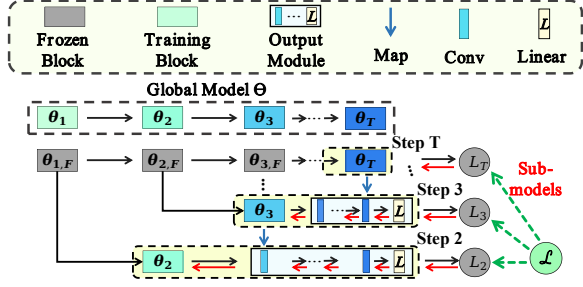 ... L
Frozen Block
Training Block
Output Module
Map
Conv
L
Linear
Global Model Θ
θ1 θ2 θ3 ... θT
θ1,F θ2,F θ3,F ... θT Step T ... LT
Sub-models
...
θ3 ... L Step 3 L3
θ2 ... L Step 2 L2
ℒ